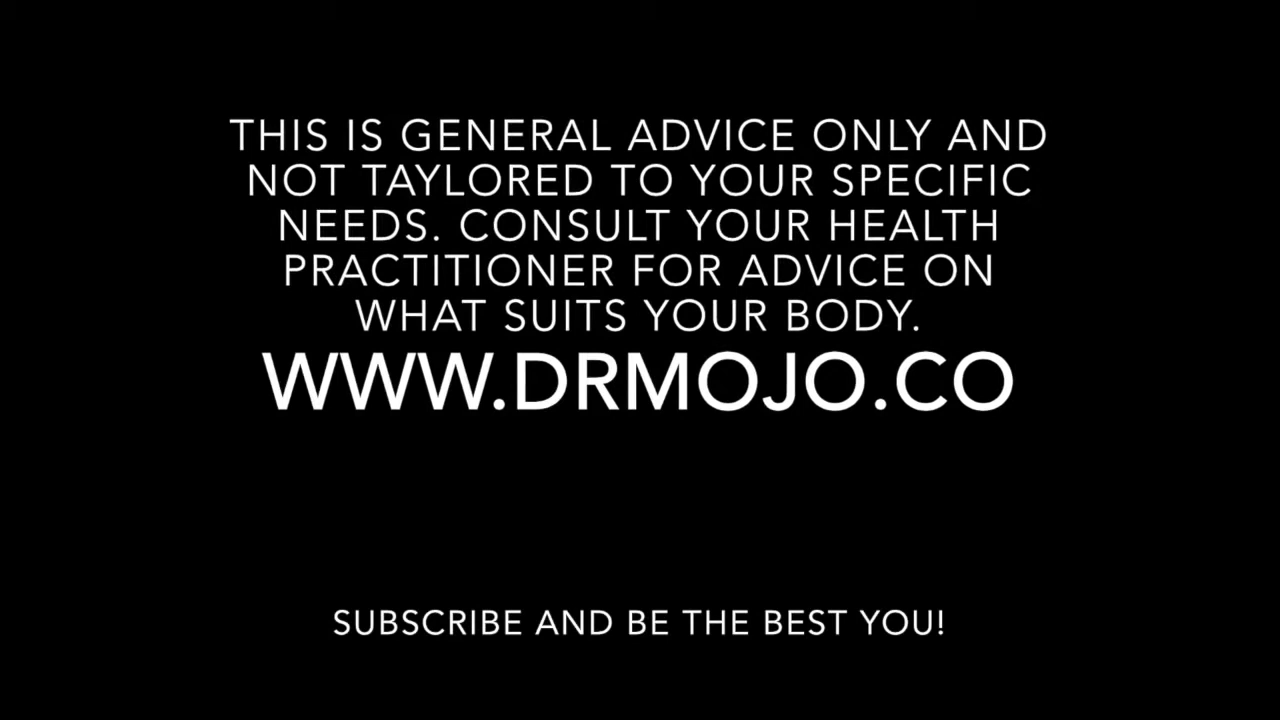 THIS IS GENERAL ADVICE ONLY AND
NOT TAYLORED TO YOUR SPECIFIC
NEEDS. CONSULT YOUR HEALTH
PRACTITIONER FOR ADVICE ON
WHAT SUITS YOUR BODY.
WWW.DRMOJO.CO
SUBSCRIBE AND BE THE BEST YOU!